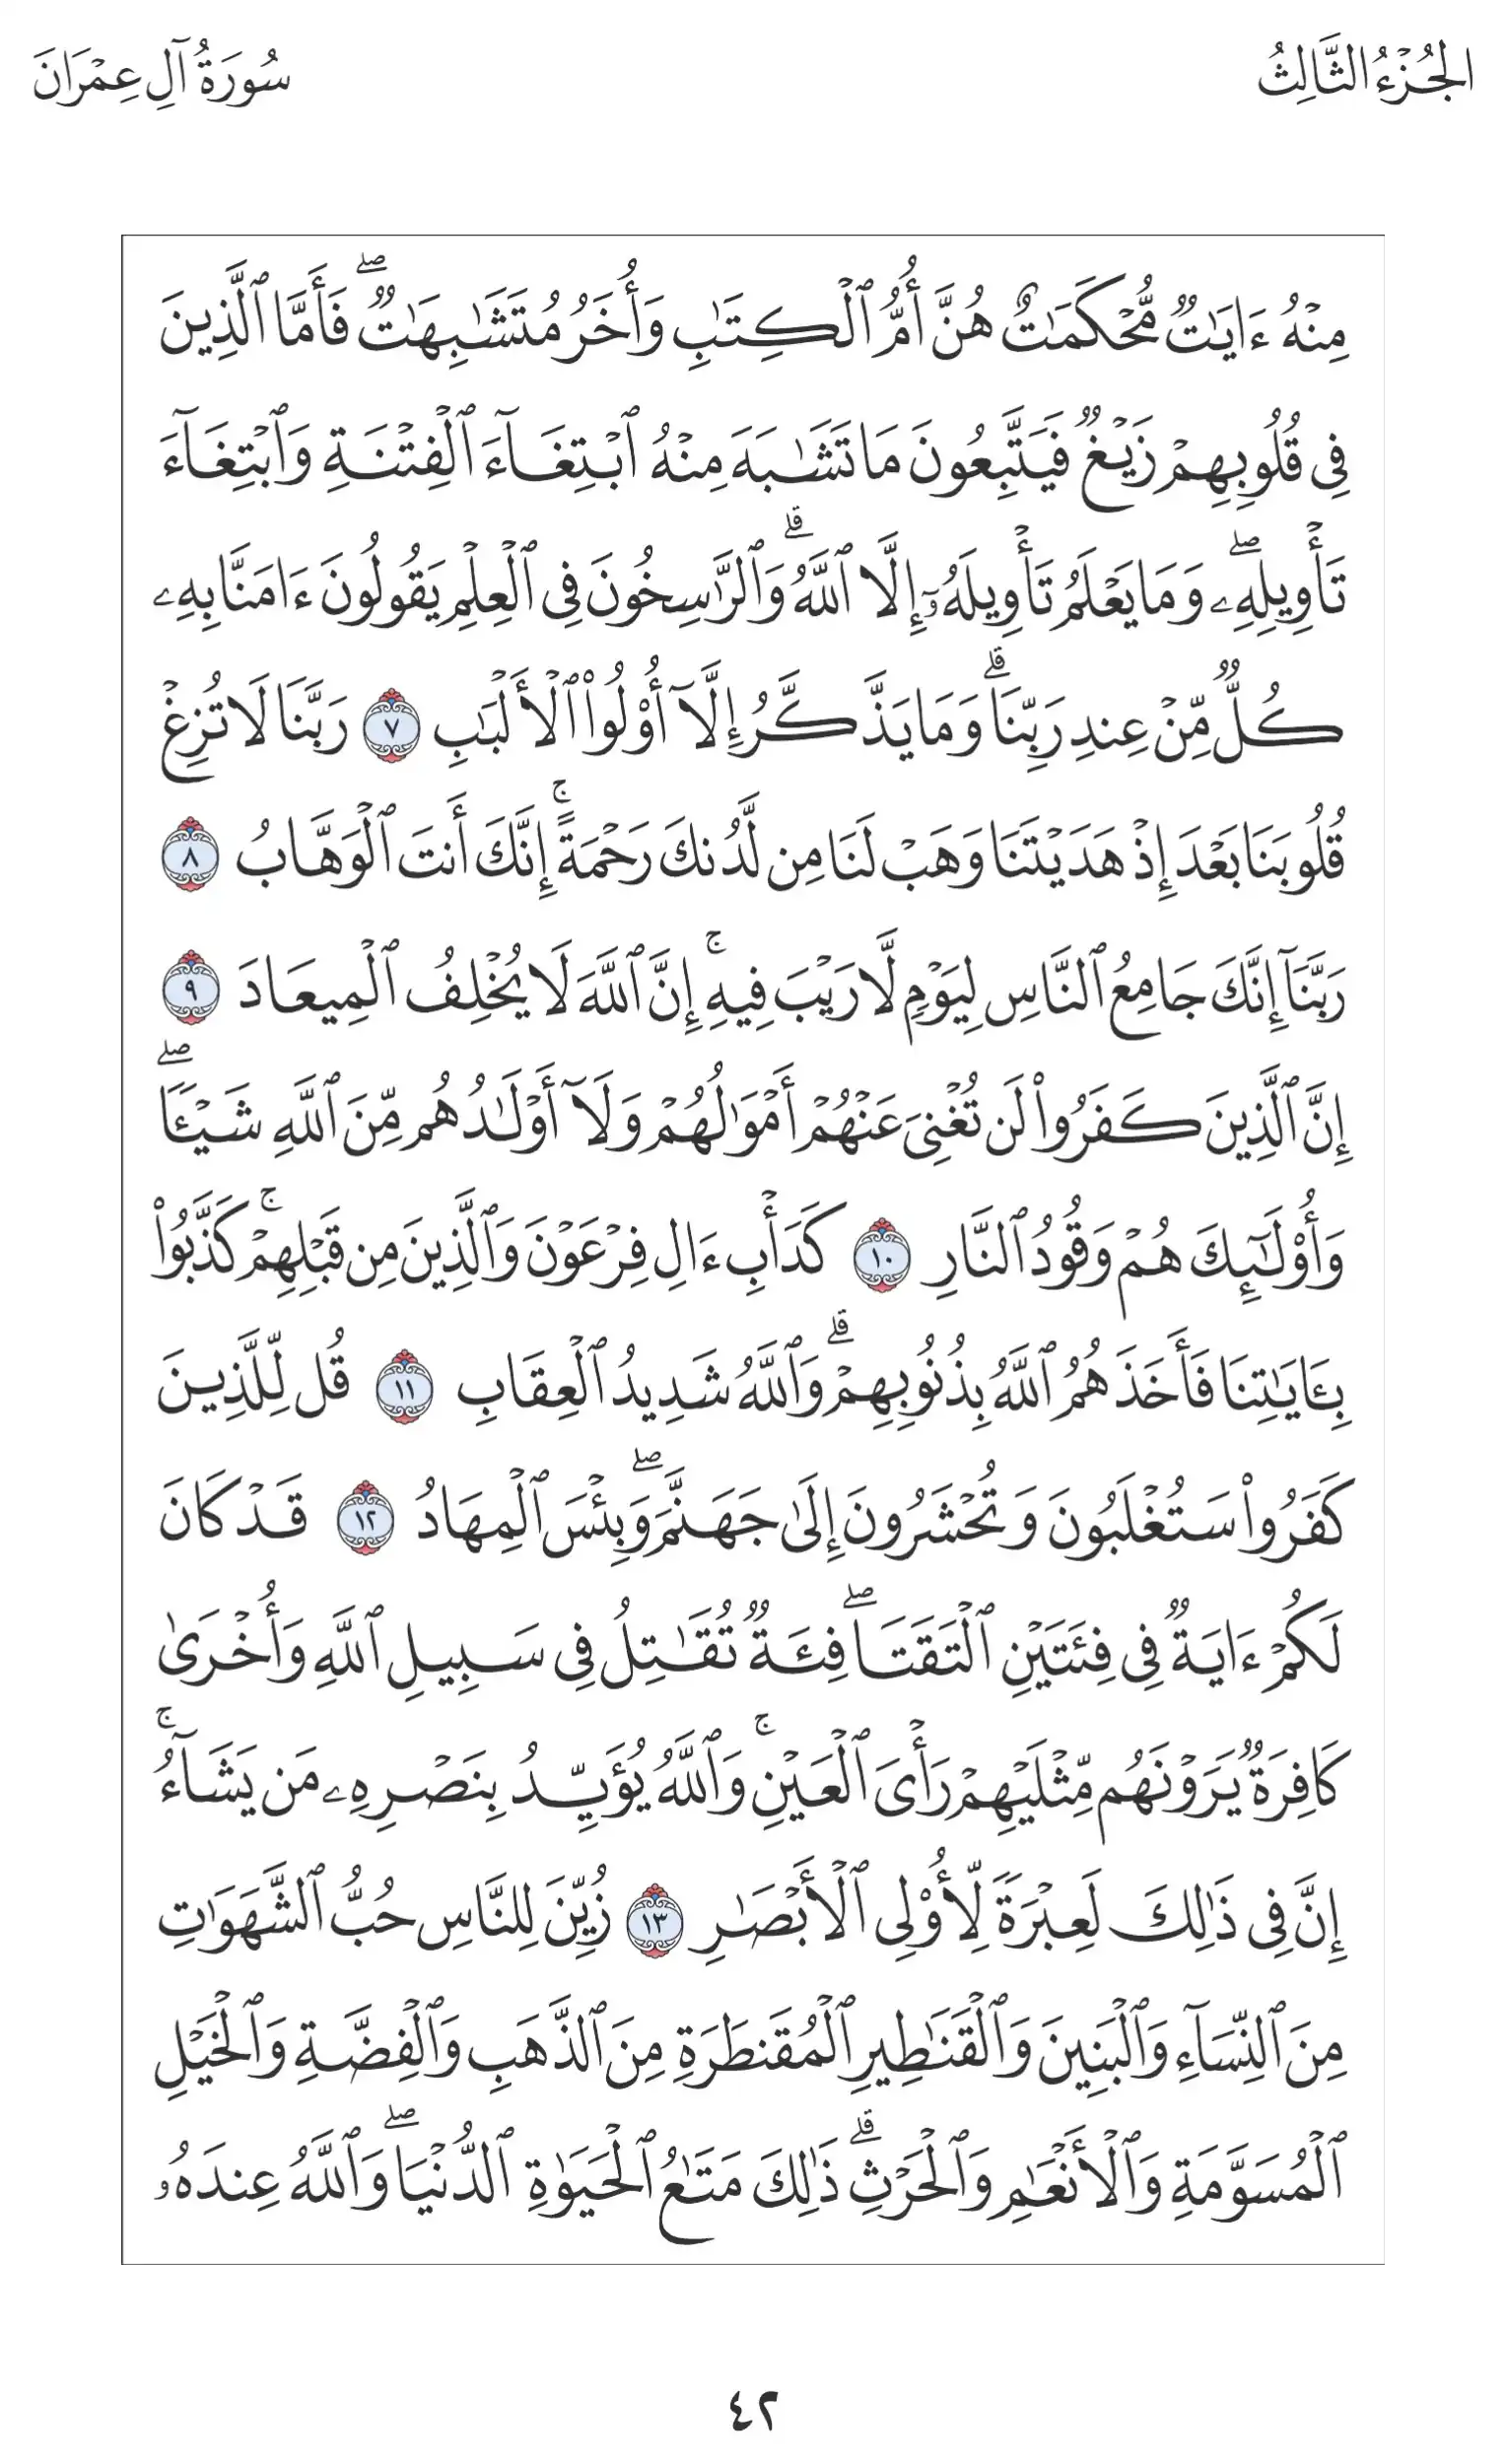 الجُزْءُ الثَّالِثُ
سُورَةُ آلِ عِمْرَانَ
مِنْهُ ءَايَٰتٌ مُّحْكَمَٰتٌ هُنَّ أُمُّ ٱلْكِتَٰبِ وَأُخَرُ مُتَشَٰبِهَٰتٌ ۖ فَأَمَّا ٱلَّذِينَ
فِى قُلُوبِهِمْ زَيْغٌ فَيَتَّبِعُونَ مَا تَشَٰبَهَ مِنْهُ ٱبْتِغَآءَ ٱلْفِتْنَةِ وَٱبْتِغَآءَ
تَأْوِيلِهِۦ ۖ وَمَا يَعْلَمُ تَأْوِيلَهُۥٓ إِلَّا ٱللَّهُ ۗ وَٱلرَّٰسِخُونَ فِى ٱلْعِلْمِ يَقُولُونَ ءَامَنَّا بِهِۦ
كُلٌّ مِّنْ عِندِ رَبِّنَا ۗ وَمَا يَذَّكَّرُ إِلَّآ أُو۟لُوا۟ ٱلْأَلْبَٰبِ ٧ رَبَّنَا لَا تُزِغْ
قُلُوبَنَا بَعْدَ إِذْ هَدَيْتَنَا وَهَبْ لَنَا مِن لَّدُنكَ رَحْمَةً ۚ إِنَّكَ أَنتَ ٱلْوَهَّابُ ٨
رَبَّنَآ إِنَّكَ جَامِعُ ٱلنَّاسِ لِيَوْمٍ لَّا رَيْبَ فِيهِ ۚ إِنَّ ٱللَّهَ لَا يُخْلِفُ ٱلْمِيعَادَ ٩
إِنَّ ٱلَّذِينَ كَفَرُوا۟ لَن تُغْنِىَ عَنْهُمْ أَمْوَٰلُهُمْ وَلَآ أَوْلَٰدُهُم مِّنَ ٱللَّهِ شَيْـًٔا ۖ
وَأُو۟لَٰٓئِكَ هُمْ وَقُودُ ٱلنَّارِ ١٠ كَدَأْبِ ءَالِ فِرْعَوْنَ وَٱلَّذِينَ مِن قَبْلِهِمْ ۚ كَذَّبُوا۟
بِـَٔايَٰتِنَا فَأَخَذَهُمُ ٱللَّهُ بِذُنُوبِهِمْ ۗ وَٱللَّهُ شَدِيدُ ٱلْعِقَابِ ١١ قُل لِّلَّذِينَ
كَفَرُوا۟ سَتُغْلَبُونَ وَتُحْشَرُونَ إِلَىٰ جَهَنَّمَ ۖ وَبِئْسَ ٱلْمِهَادُ ١٢ قَدْ كَانَ
لَكُمْ ءَايَةٌ فِى فِئَتَيْنِ ٱلْتَقَتَا ۖ فِئَةٌ تُقَٰتِلُ فِى سَبِيلِ ٱللَّهِ وَأُخْرَىٰ
كَافِرَةٌ يَرَوْنَهُم مِّثْلَيْهِمْ رَأْىَ ٱلْعَيْنِ ۚ وَٱللَّهُ يُؤَيِّدُ بِنَصْرِهِۦ مَن يَشَآءُ ۚ
إِنَّ فِى ذَٰلِكَ لَعِبْرَةً لِّأُو۟لِى ٱلْأَبْصَٰرِ ١٣ زُيِّنَ لِلنَّاسِ حُبُّ ٱلشَّهَوَٰتِ
مِنَ ٱلنِّسَآءِ وَٱلْبَنِينَ وَٱلْقَنَٰطِيرِ ٱلْمُقَنطَرَةِ مِنَ ٱلذَّهَبِ وَٱلْفِضَّةِ وَٱلْخَيْلِ
ٱلْمُسَوَّمَةِ وَٱلْأَنْعَٰمِ وَٱلْحَرْثِ ۗ ذَٰلِكَ مَتَٰعُ ٱلْحَيَوٰةِ ٱلدُّنْيَا ۖ وَٱللَّهُ عِندَهُۥ
٤٢